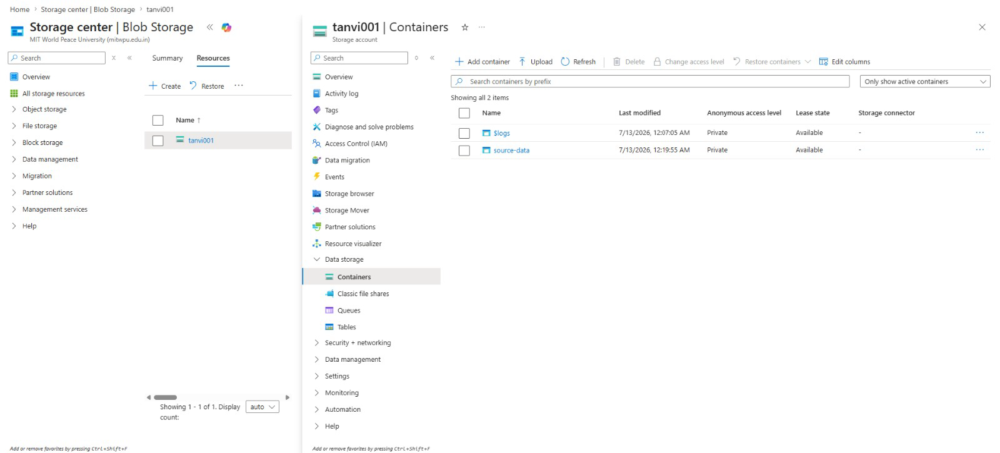 Home > Storage center | Blob Storage > tanvi001
Storage center | Blob Storage
MIT World Peace University (mitwpu.edu.in)
Search
Overview
All storage resources
Object storage
File storage
Block storage
Data management
Migration
Partner solutions
Management services
Help
Add or remove favorites by pressing Ctrl+Shift+F
Summary Resources
Create Restore ...
Name ↑
tanvi001
Showing 1 - 1 of 1. Display count: auto
tanvi001 | Containers
Storage account
Search
Overview
Activity log
Tags
Diagnose and solve problems
Access Control (IAM)
Data migration
Events
Storage browser
Storage Mover
Partner solutions
Resource visualizer
Data storage
Containers
Classic file shares
Queues
Tables
Security + networking
Data management
Settings
Monitoring
Automation
Help
Add or remove favorites by pressing Ctrl+Shift+F
Add container Upload Refresh Delete Change access level Restore containers Edit columns
Search containers by prefix Only show active containers
Showing all 2 items
Name Last modified Anonymous access level Lease state Storage connector
$logs 7/13/2026, 12:07:05 AM Private Available - ...
source-data 7/13/2026, 12:19:55 AM Private Available - ...